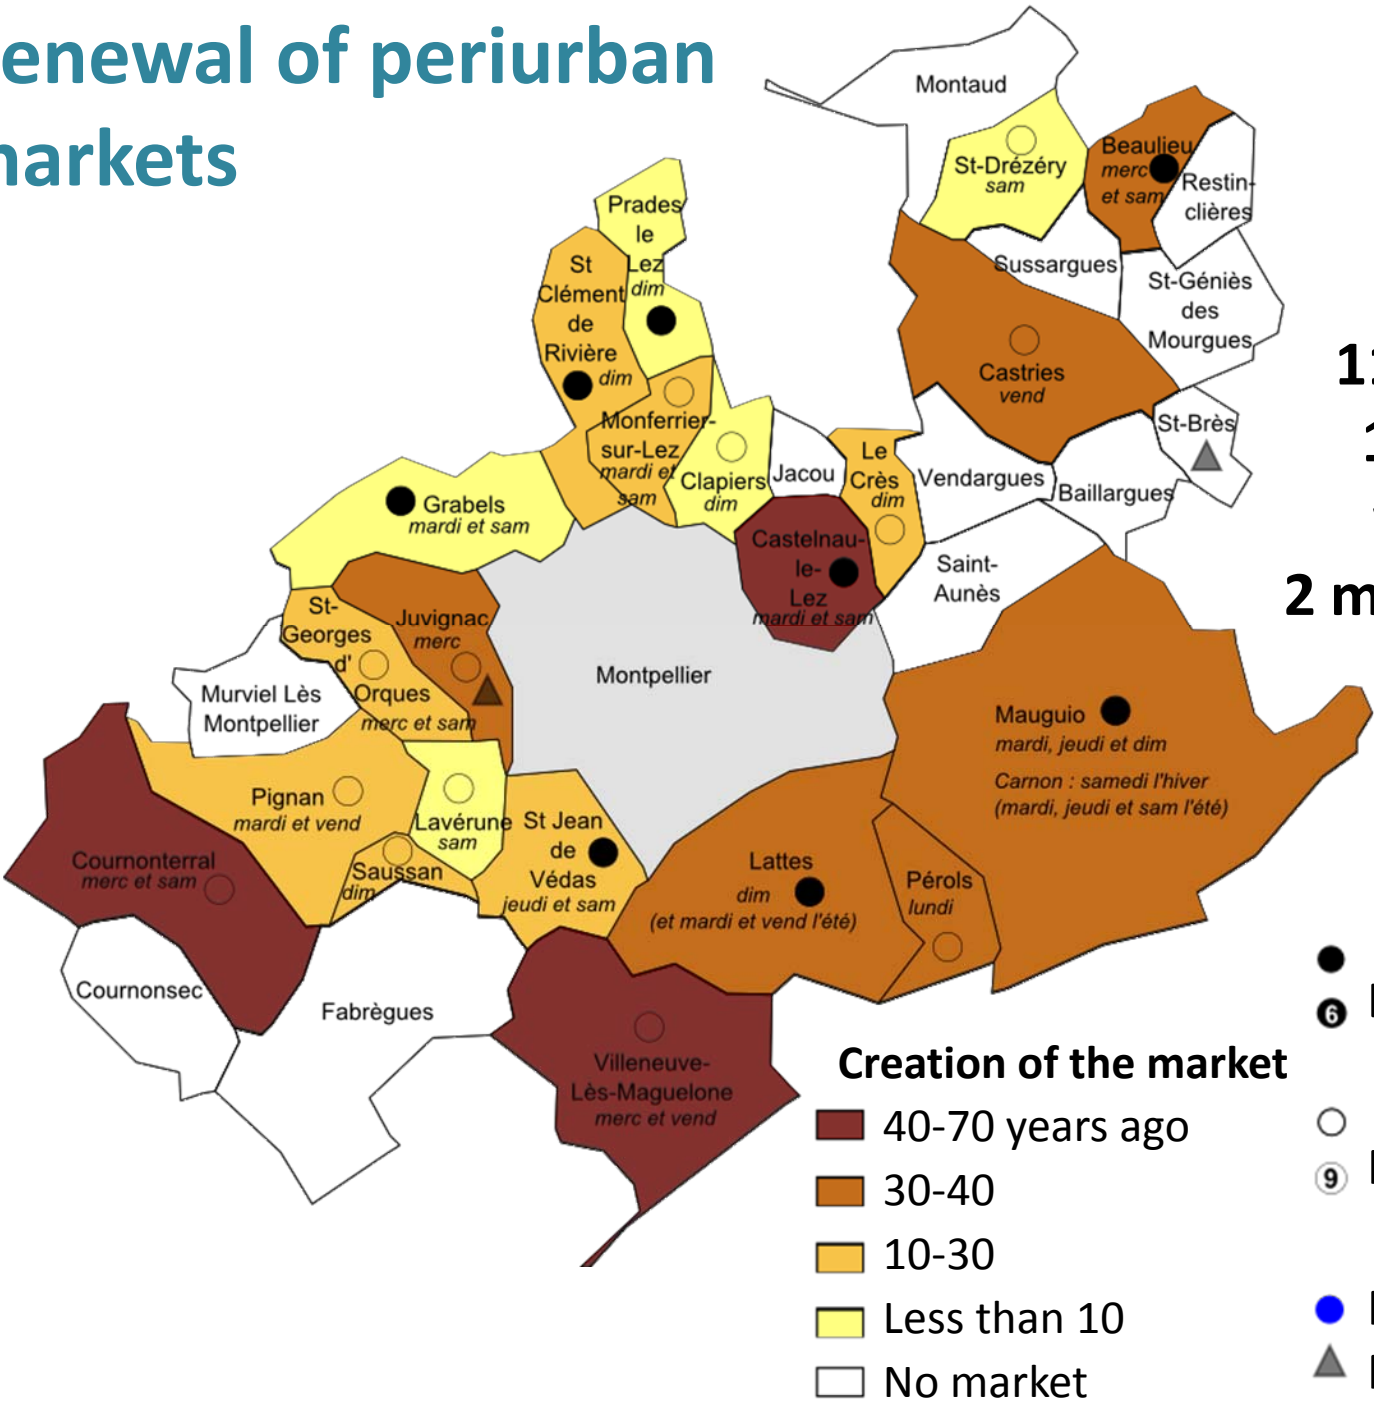 enewal of periurban
narkets
Montaud
St-Drézéry
sam
Beaulieu
merc
et sam
Restin-
clières
Prades
le
Lez
dim
St
Clément
de
Rivière
dim
Sussargues
St-Géniès
des
Mourgues
Castries
vend
11
1
2 m
Monferrier-
sur-Lez
mardi et
sam
Clapiers
dim
Jacou
Le
Crès
dim
Vendargues
Baillargues
St-Brès
Grabels
mardi et sam
Castelnau-
le-
Lez
mardi et sam
Saint-
Aunès
St-
Georges
d'
Orques
merc et sam
Juvignac
merc
Montpellier
Murviel Lès
Montpellier
Mauguio
mardi, jeudi et dim
Carnon : samedi l'hiver
(mardi, jeudi et sam l'été)
Pignan
mardi et vend
Lavérune
sam
St Jean
de
Védas
jeudi et sam
Cournonterral
merc et sam
Saussan
dim
Lattes
dim
(et mardi et vend l'été)
Pérols
lundi
Cournonsec
Fabrègues
Villeneuve-
Lès-Maguelone
merc et vend
Creation of the market
40-70 years ago
30-40
10-30
Less than 10
No market
6
9